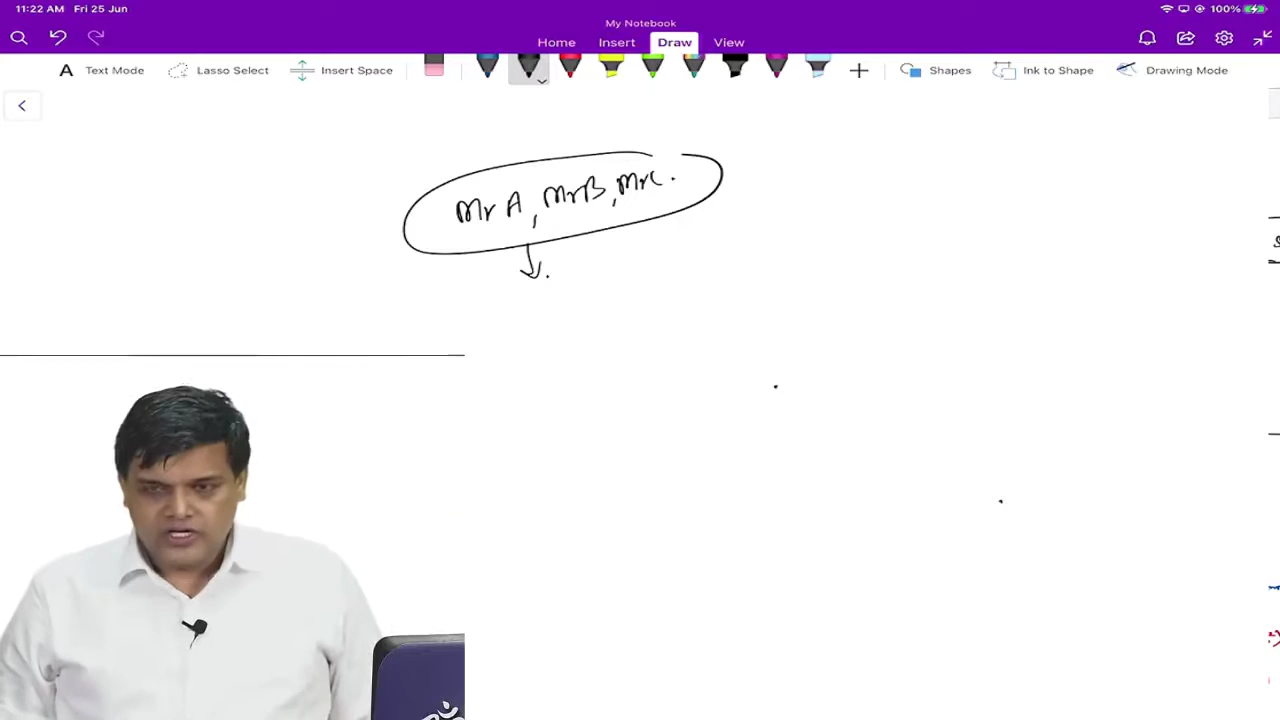 11:22 AM Fri 25 Jun
100%
My Notebook
Home Insert Draw View
A Text Mode Lasso Select Insert Space Shapes Ink to Shape Drawing Mode
Mr A, Mr B, Mr C.
ॐ